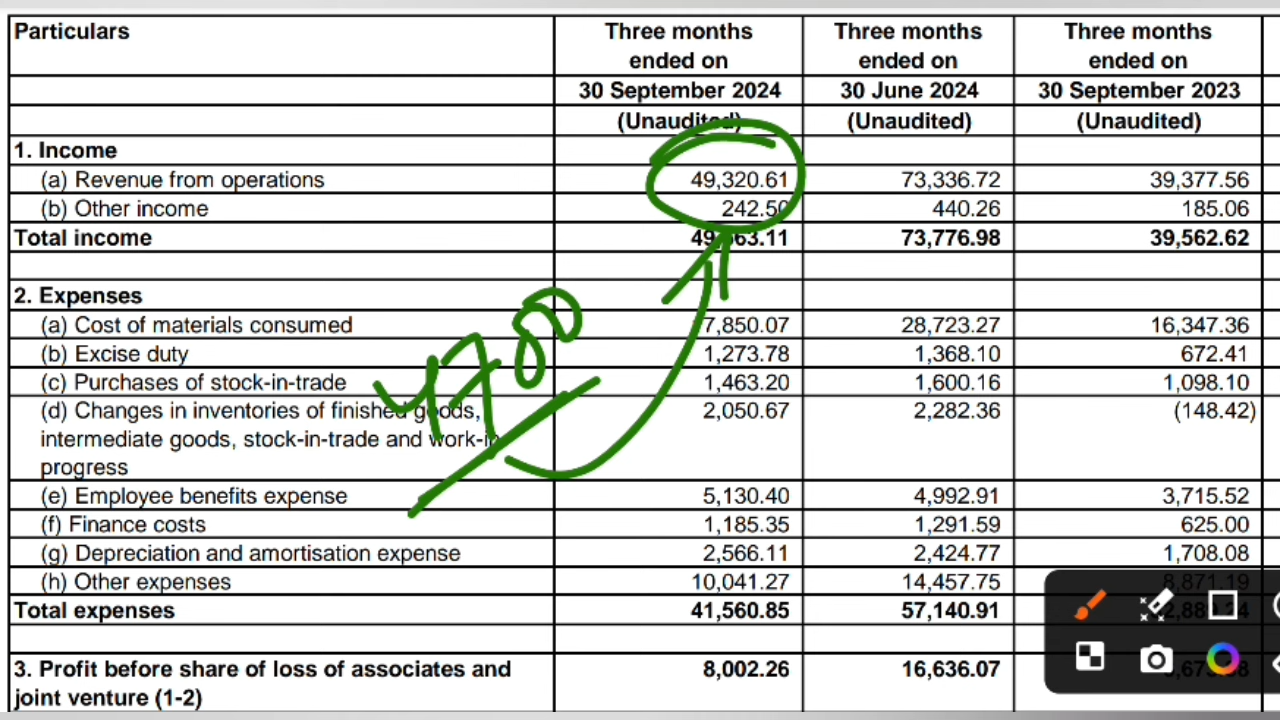 Particulars Three months ended on Three months ended on Three months ended on
30 September 2024 30 June 2024 30 September 2023
(Unaudited) (Unaudited) (Unaudited)
1. Income
(a) Revenue from operations 49,320.61 73,336.72 39,377.56
(b) Other income 242.50 440.26 185.06
Total income 73,776.98 39,562.62
2. Expenses
(a) Cost of materials consumed 28,723.27 16,347.36
(b) Excise duty 1,273.78 1,368.10 672.41
(c) Purchases of stock-in-trade 1,463.20 1,600.16 1,098.10
(d) Changes in inventories of finished goods, 2,050.67 2,282.36 (148.42)
intermediate goods, stock-in-trade and work-in
progress
(e) Employee benefits expense 5,130.40 4,992.91 3,715.52
(f) Finance costs 1,185.35 1,291.59 625.00
(g) Depreciation and amortisation expense 2,566.11 2,424.77 1,708.08
(h) Other expenses 10,041.27 14,457.75 8,871.19
Total expenses 41,560.85 57,140.91
3. Profit before share of loss of associates and 8,002.26 16,636.07
joint venture (1-2)